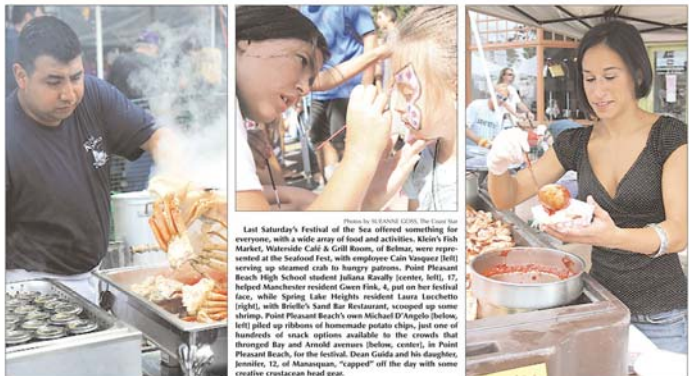 Photos by SUZANNE GOSS, The Coast Star
Last Saturday's Festival of the Sea offered something for
everyone, with a wide array of food and activities. Klein's Fish
Market, Waterside Café & Grill Room, of Belmar, were repre-
sented at the Seafood Fest, with employee Cain Vasquez [left]
serving up steamed crab to hungry patrons. Point Pleasant
Beach High School student Juliana Ravally [center, left], 17,
helped Manchester resident Gwen Fink, 4, put on her festival
face, while Spring Lake Heights resident Laura Lucchetto
[right], with Brielle's Sand Bar Restaurant, scooped up some
shrimp. Point Pleasant Beach's own Michael D'Angelo [below,
left] piled up ribbons of homemade potato chips, just one of
hundreds of snack options available to the crowds that
thronged Bay and Arnold avenues [below, center], in Point
Pleasant Beach, for the festival. Dean Guida and his daughter,
Jennifer, 12, of Manasquan, "capped" off the day with some
creative crustacean head gear.